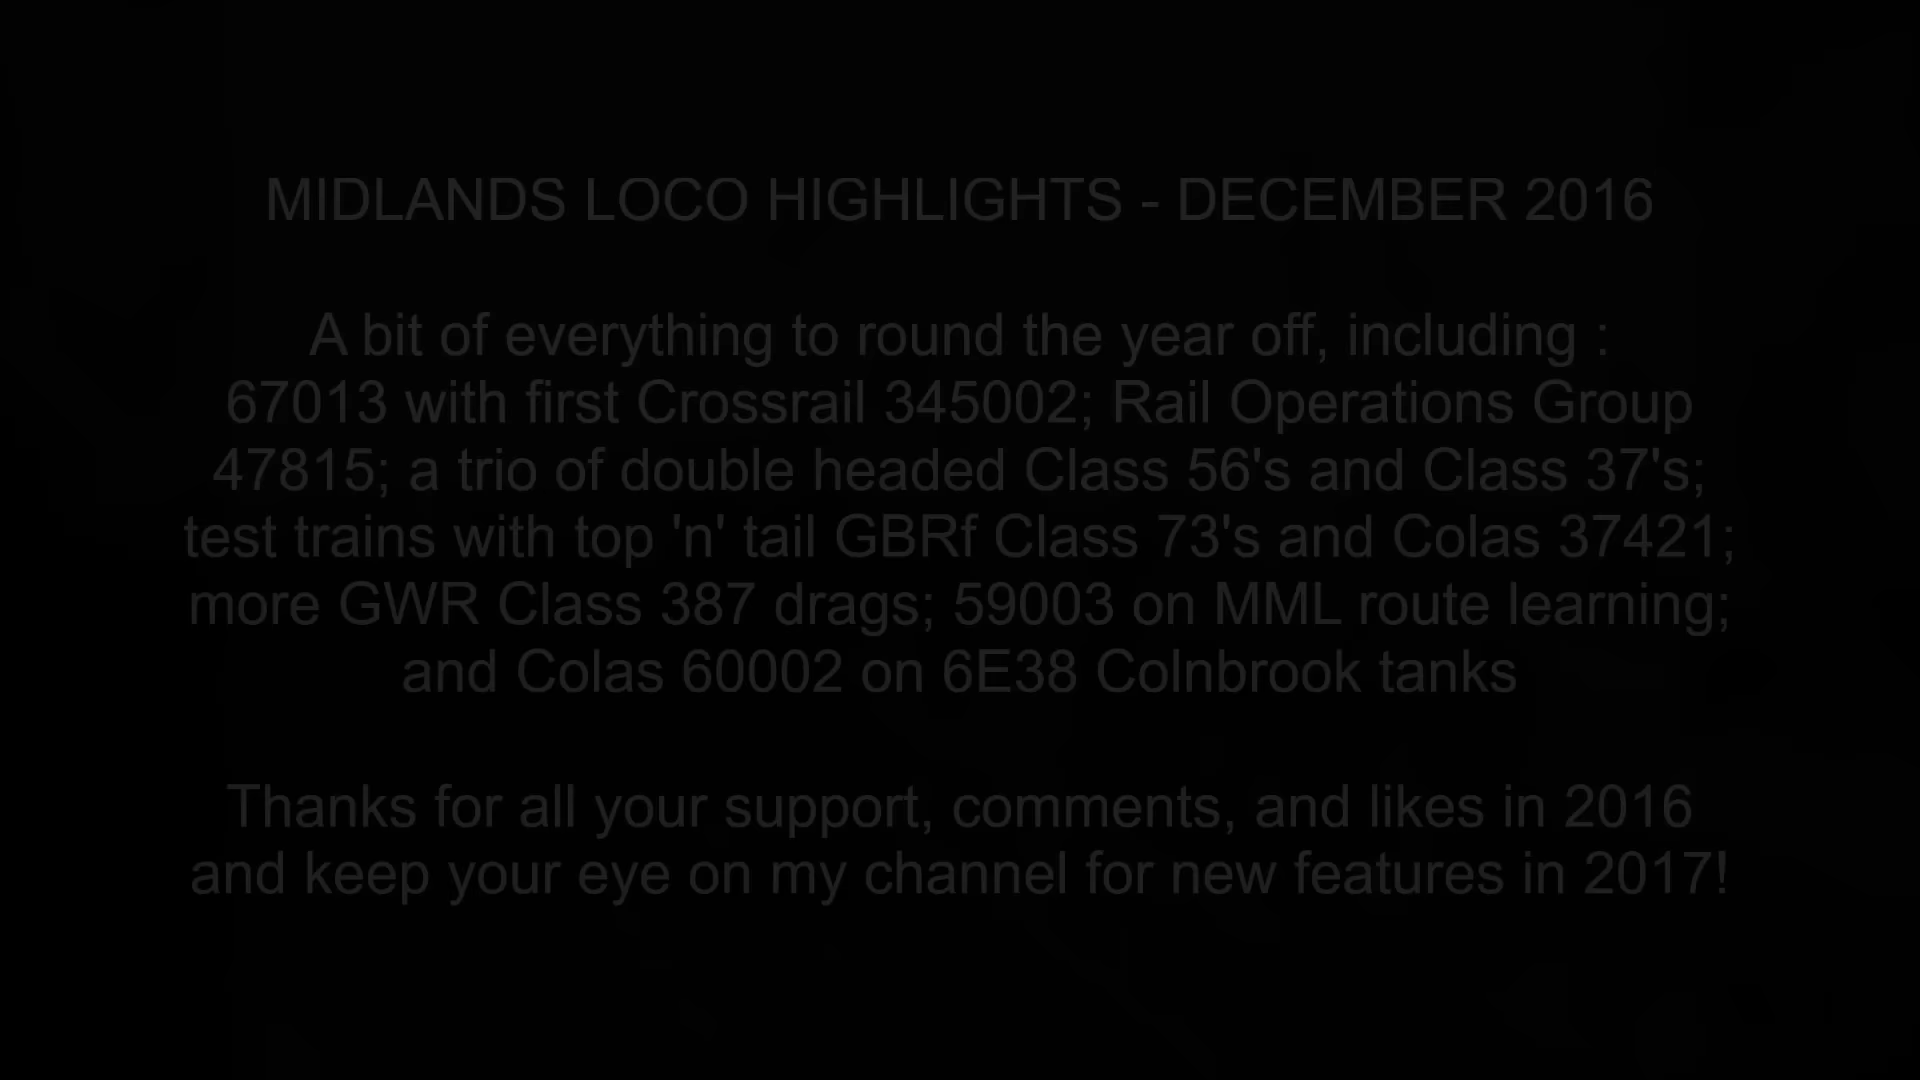 MIDLANDS LOCO HIGHLIGHTS - DECEMBER 2016
A bit of everything to round the year off, including :
67013 with first Crossrail 345002; Rail Operations Group
47815; a trio of double headed Class 56's and Class 37's;
test trains with top 'n' tail GBRf Class 73's and Colas 37421;
more GWR Class 387 drags; 59003 on MML route learning;
and Colas 60002 on 6E38 Colnbrook tanks
Thanks for all your support, comments, and likes in 2016
and keep your eye on my channel for new features in 2017!